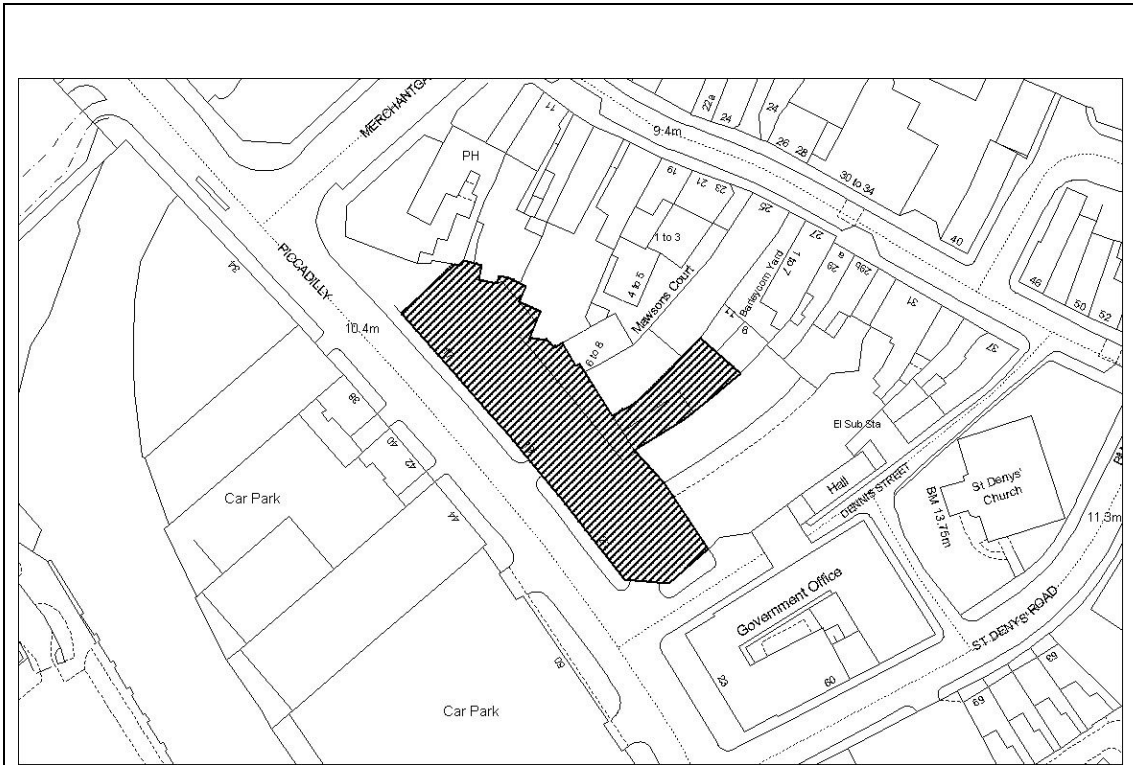 MERCHANTGA
PH
11
22a
24
24
26
28
9.4m
30 to 34
40
19
21
23
25
27
1 to 3
4 to 5
6 to 8
Mawsons Court
Barleycorn Yard
1 to 7
11
9
29
a
29b
31
37
46
50
52
PICCADILLY
34
10.4m
38
40
42
44
Car Park
El Sub Sta
Hall
DENNIS STREET
St Denys'
Church
BM 13.75m
11.3m
Government Office
23
60
ST DENYS' ROAD
63
69
Car Park